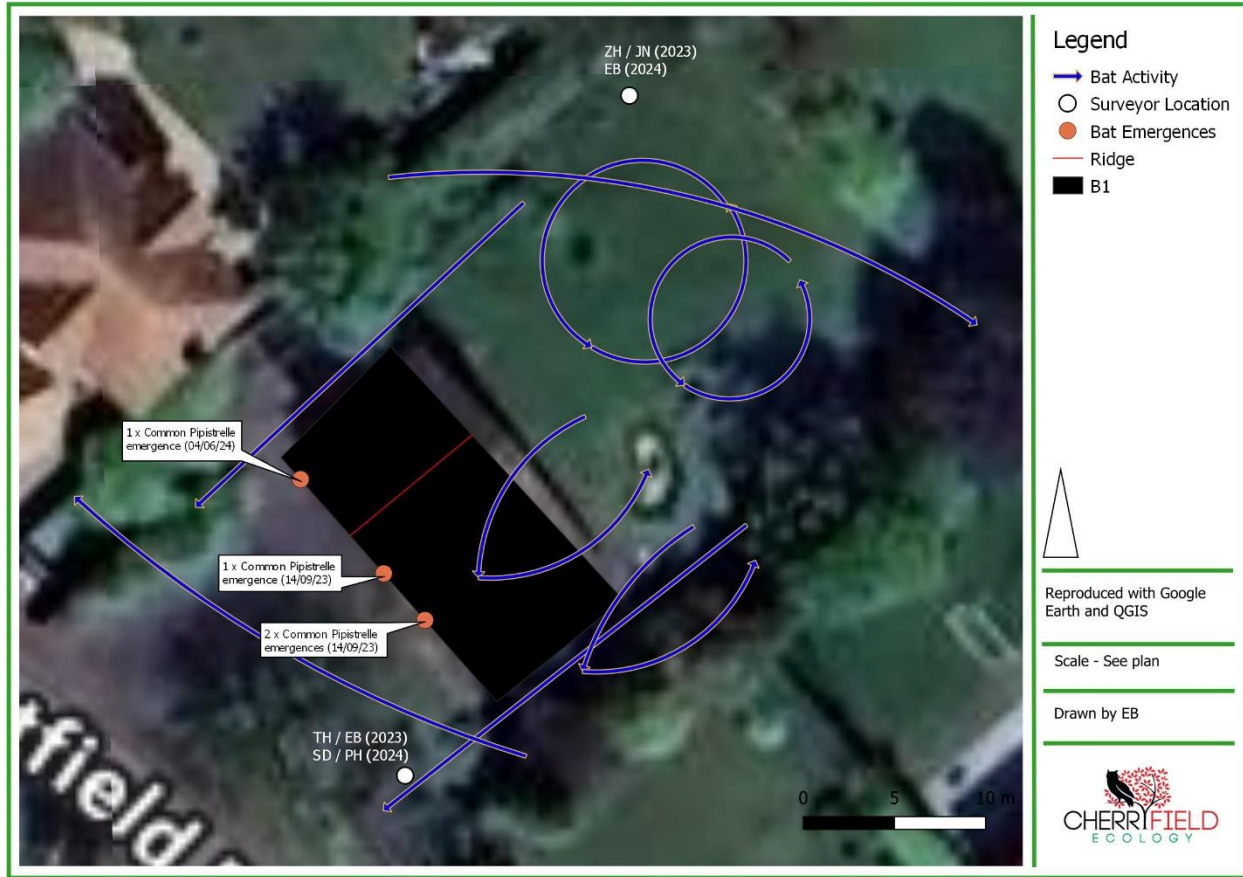 ZH / JN (2023)
EB (2024)
1 x Common Pipistrelle
emergence (04/06/24)
1 x Common Pipistrelle
emergence (14/09/23)
2 x Common Pipistrelle
emergences (14/09/23)
TH / EB (2023)
SD / PH (2024)
tfield
0 5 10 m
Legend
Bat Activity
Surveyor Location
Bat Emergences
Ridge
B1
Reproduced with Google
Earth and QGIS
Scale - See plan
Drawn by EB
CHERRYFIELD
ECOLOGY